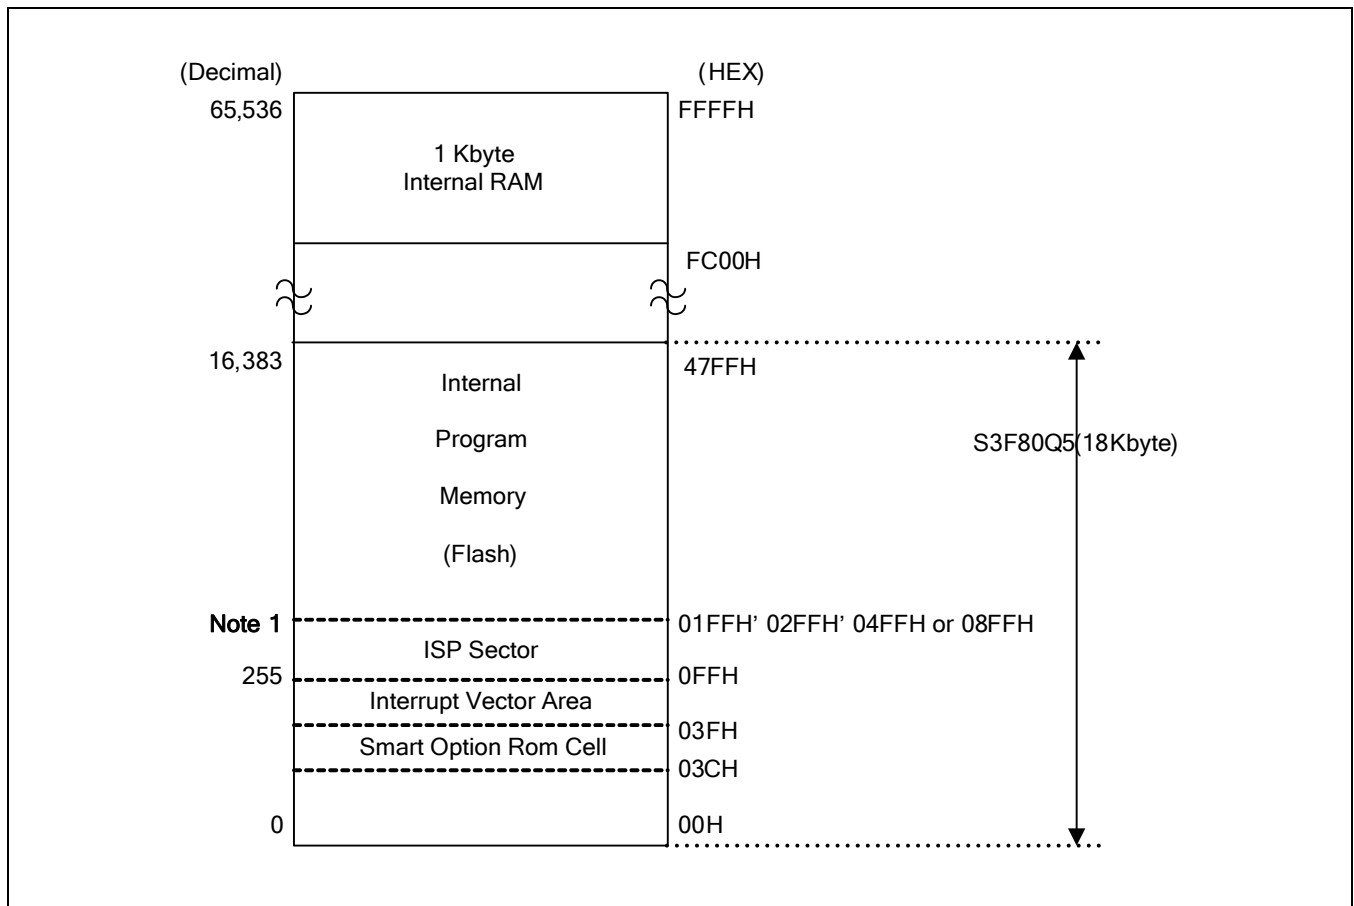 (Decimal) (HEX)
65,536 FFFFH
1 Kbyte
Internal RAM
FC00H
16,383 47FFH
Internal
Program
Memory
(Flash)
S3F80Q5(18Kbyte)
Note 1 01FFH’ 02FFH’ 04FFH or 08FFH
ISP Sector
255 0FFH
Interrupt Vector Area
03FH
Smart Option Rom Cell
03CH
0 00H